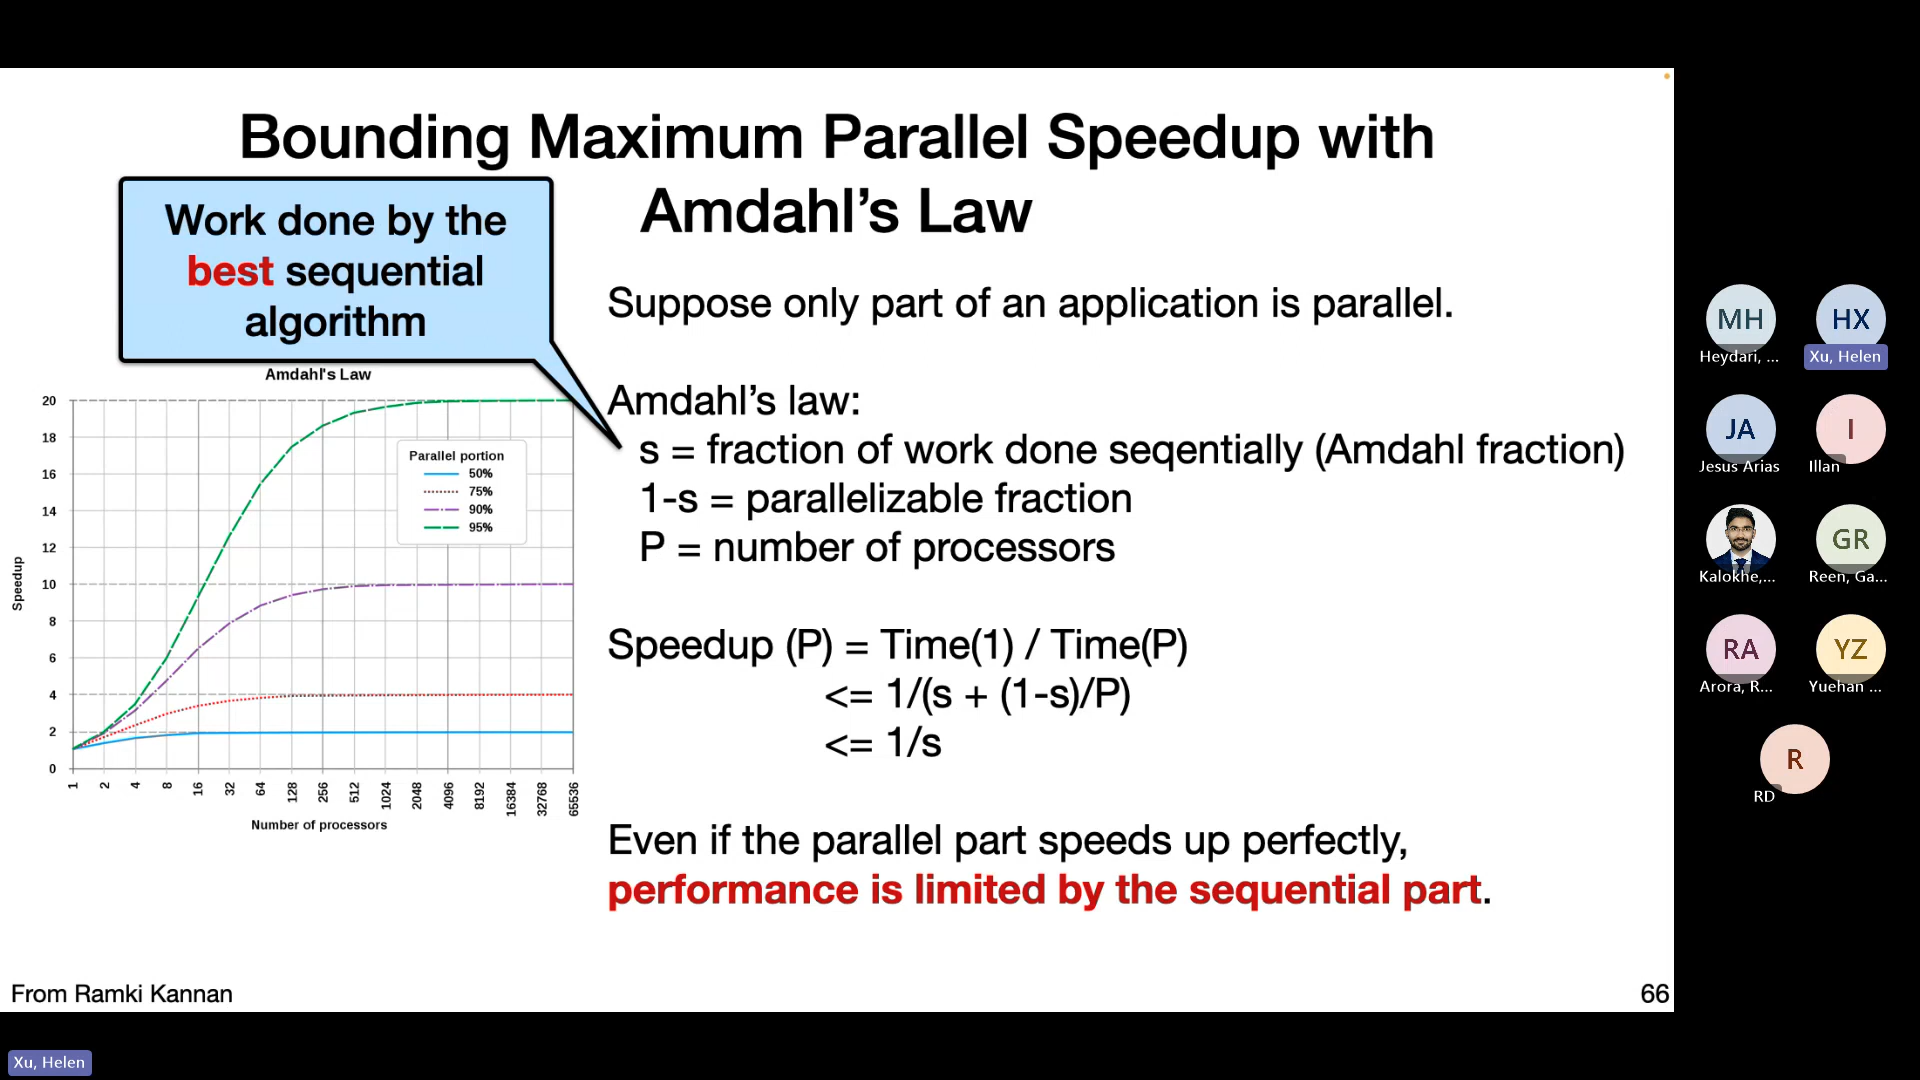 Bounding Maximum Parallel Speedup with
Amdahl’s Law
Work done by the
best sequential
algorithm
Suppose only part of an application is parallel.
Amdahl’s law:
s = fraction of work done seqentially (Amdahl fraction)
1-s = parallelizable fraction
P = number of processors
Speedup (P) = Time(1) / Time(P)
<= 1/(s + (1-s)/P)
<= 1/s
Even if the parallel part speeds up perfectly,
performance is limited by the sequential part.
Amdahl's Law
20
18
16
14
12
10
8
6
4
2
0
Speedup
Parallel portion
50%
75%
90%
95%
1
2
4
8
16
32
64
128
256
512
1024
2048
4096
8192
16384
32768
65536
Number of processors
From Ramki Kannan
66
MH
Heydari, ...
HX
Xu, Helen
JA
Jesus Arias
I
Illan
Kalokhe,...
GR
Reen, Ga...
RA
Arora, R...
YZ
Yuehan ...
R
RD
Xu, Helen